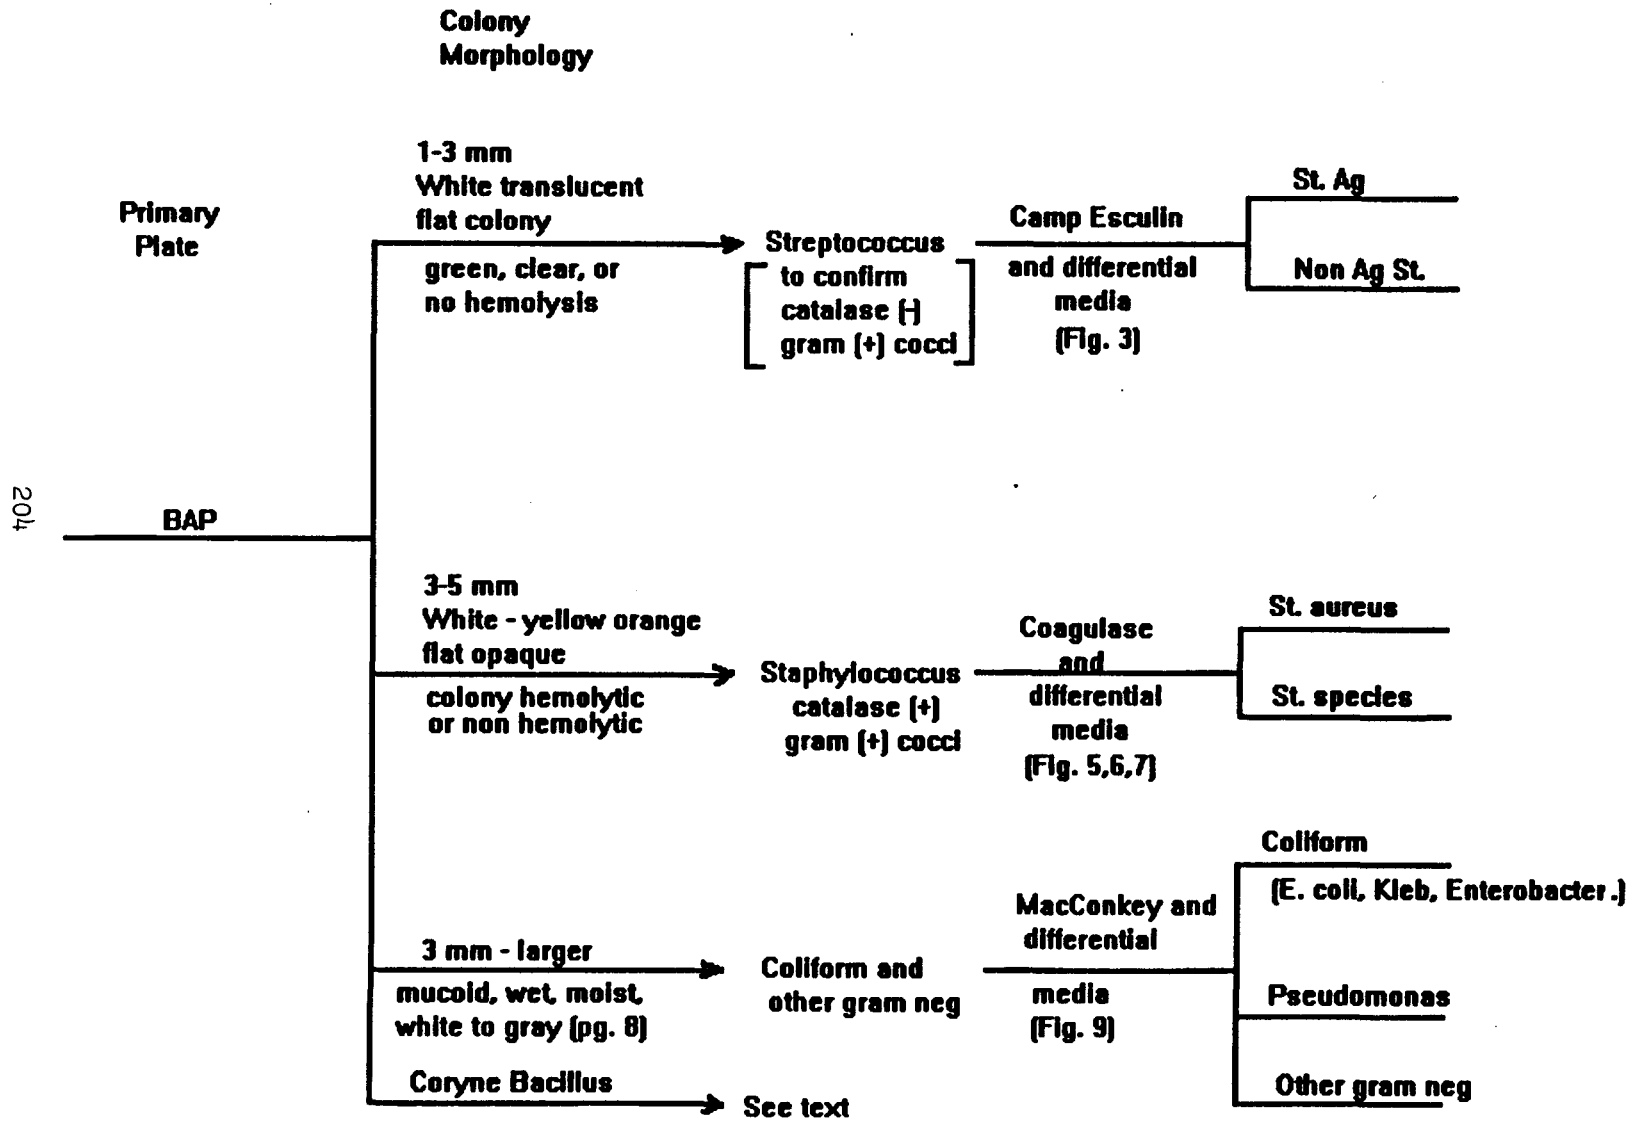 Colony
Morphology
Primary
Plate
204
BAP
1-3 mm
White translucent
flat colony
green, clear, or
no hemolysis
Streptococcus
to confirm
catalase (-)
gram (+) cocci
Camp Esculin
and differential
media
(Fig. 3)
St. Ag
Non Ag St.
3-5 mm
White - yellow orange
flat opaque
colony hemolytic
or non hemolytic
Staphylococcus
catalase (+)
gram (+) cocci
Coagulase
and
differential
media
(Fig. 5,6,7)
St. aureus
St. species
3 mm - larger
mucoid, wet, moist,
white to gray (pg. 8)
Coliform and
other gram neg
MacConkey and
differential
media
(Fig. 9)
Coliform
(E. coli, Kleb, Enterobacter.)
Pseudomonas
Other gram neg
Coryne Bacillus
See text